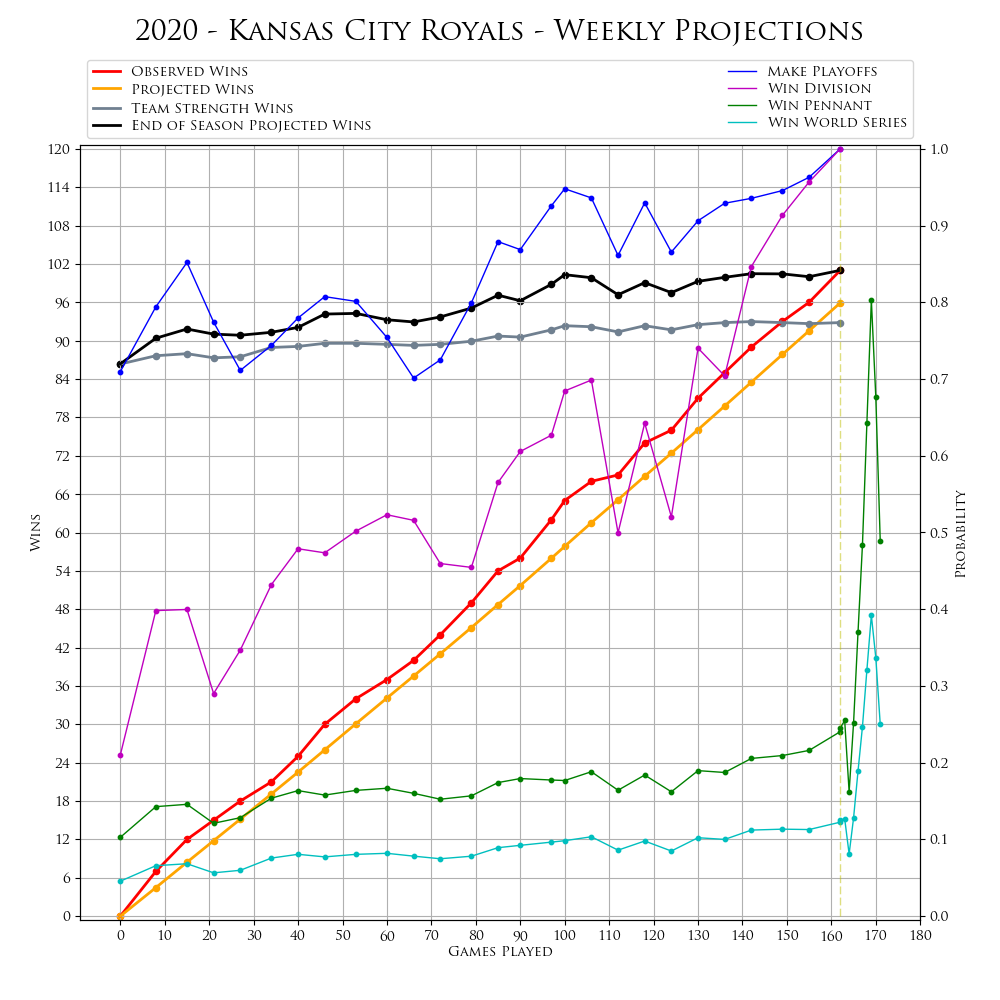 2020 - Kansas City Royals - Weekly Projections
Observed Wins
Projected Wins
Team Strength Wins
End of Season Projected Wins
Make Playoffs
Win Division
Win Pennant
Win World Series
120
114
108
102
96
90
84
78
72
66
60
54
48
42
36
30
24
18
12
6
0
Wins
1.0
0.9
0.8
0.7
0.6
0.5
0.4
0.3
0.2
0.1
0.0
Probability
0 10 20 30 40 50 60 70 80 90 100 110 120 130 140 150 160 170 180
Games Played